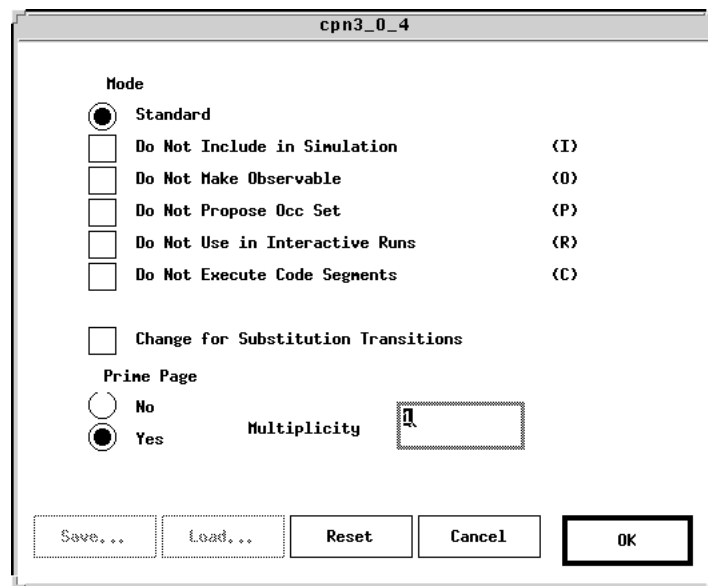 cpn3_0_4
Mode
Standard
Do Not Include in Simulation (I)
Do Not Make Observable (O)
Do Not Propose Occ Set (P)
Do Not Use in Interactive Runs (R)
Do Not Execute Code Segments (C)
Change for Substitution Transitions
Prime Page
No
Yes Multiplicity 1
Save... Load... Reset Cancel OK